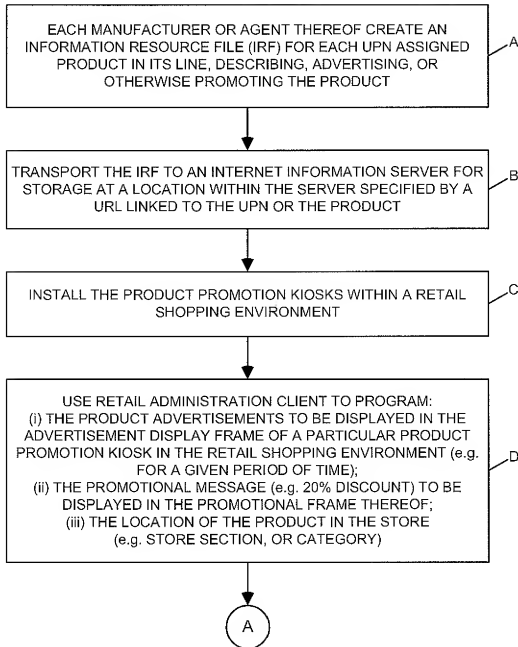 EACH MANUFACTURER OR AGENT THEREOF CREATE AN
INFORMATION RESOURCE FILE (IRF) FOR EACH UPN ASSIGNED
PRODUCT IN ITS LINE, DESCRIBING, ADVERTISING, OR
OTHERWISE PROMOTING THE PRODUCT
A
TRANSPORT THE IRF TO AN INTERNET INFORMATION SERVER FOR
STORAGE AT A LOCATION WITHIN THE SERVER SPECIFIED BY A
URL LINKED TO THE UPN OR THE PRODUCT
B
INSTALL THE PRODUCT PROMOTION KIOSKS WITHIN A RETAIL
SHOPPING ENVIRONMENT
C
USE RETAIL ADMINISTRATION CLIENT TO PROGRAM:
(i) THE PRODUCT ADVERTISEMENTS TO BE DISPLAYED IN THE
ADVERTISEMENT DISPLAY FRAME OF A PARTICULAR PRODUCT
PROMOTION KIOSK IN THE RETAIL SHOPPING ENVIRONMENT (e.g.
FOR A GIVEN PERIOD OF TIME);
(ii) THE PROMOTIONAL MESSAGE (e.g. 20% DISCOUNT) TO BE
DISPLAYED IN THE PROMOTIONAL FRAME THEREOF;
(iii) THE LOCATION OF THE PRODUCT IN THE STORE
(e.g. STORE SECTION, OR CATEGORY)
D
A